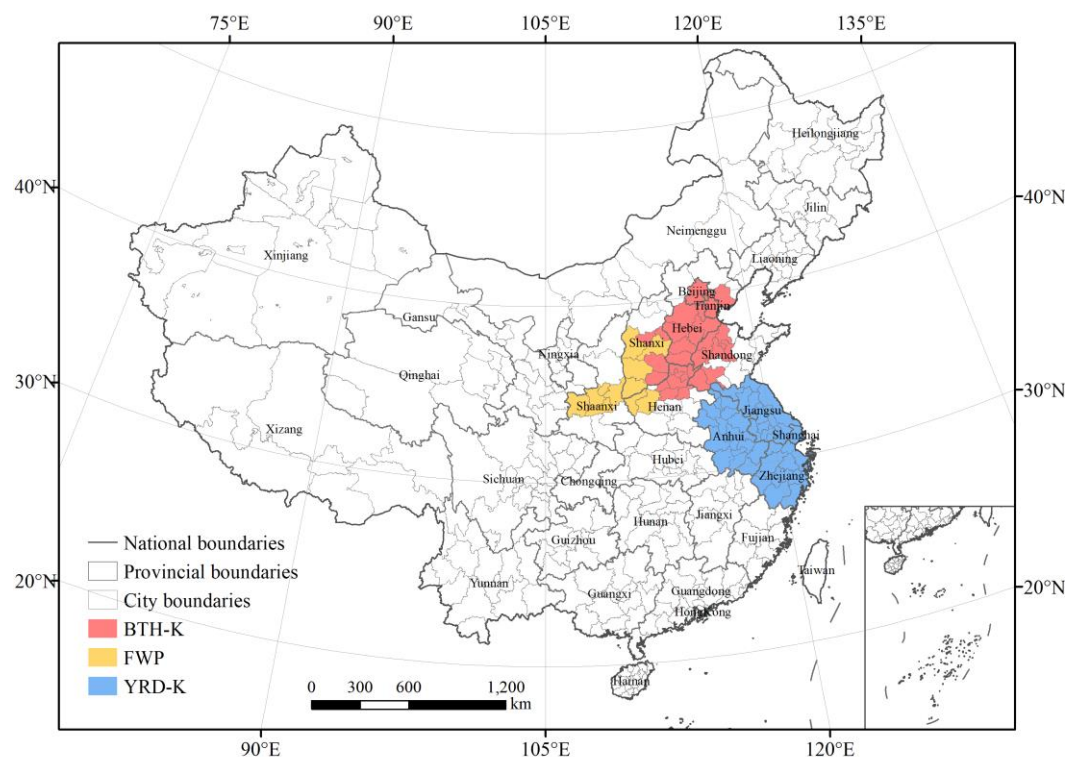 75°E 90°E 105°E 120°E 135°E
Heilongjiang
40°N
40°N
Jilin
Neimenggu
Xinjiang
Liaoning
Beijing
Tianjin
Gansu
Hebei
Shanxi
Ningxia
Shandong
Qinghai
30°N
30°N
Shaanxi
Henan
Jiangsu
Xizang
Anhui
Shanghai
Hubei
Sichuan
Chongqing
Zhejiang
Jiangxi
Hunan
Guizhou
Fujian
National boundaries
Provincial boundaries
Taiwan
20°N
Yunnan
20°N
Guangxi
Guangdong
City boundaries
Hong Kong
BTH-K
FWP
YRD-K
Hainan
0 300 600 1,200
km
90°E 105°E 120°E